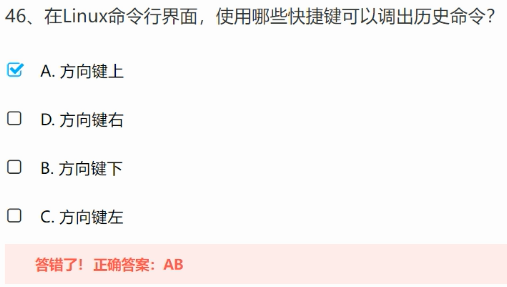 46、在Linux命令行界面，使用哪些快捷键可以调出历史命令?
A. 方向键上
D. 方向键右
B. 方向键下
C. 方向键左
答错了! 正确答案：AB